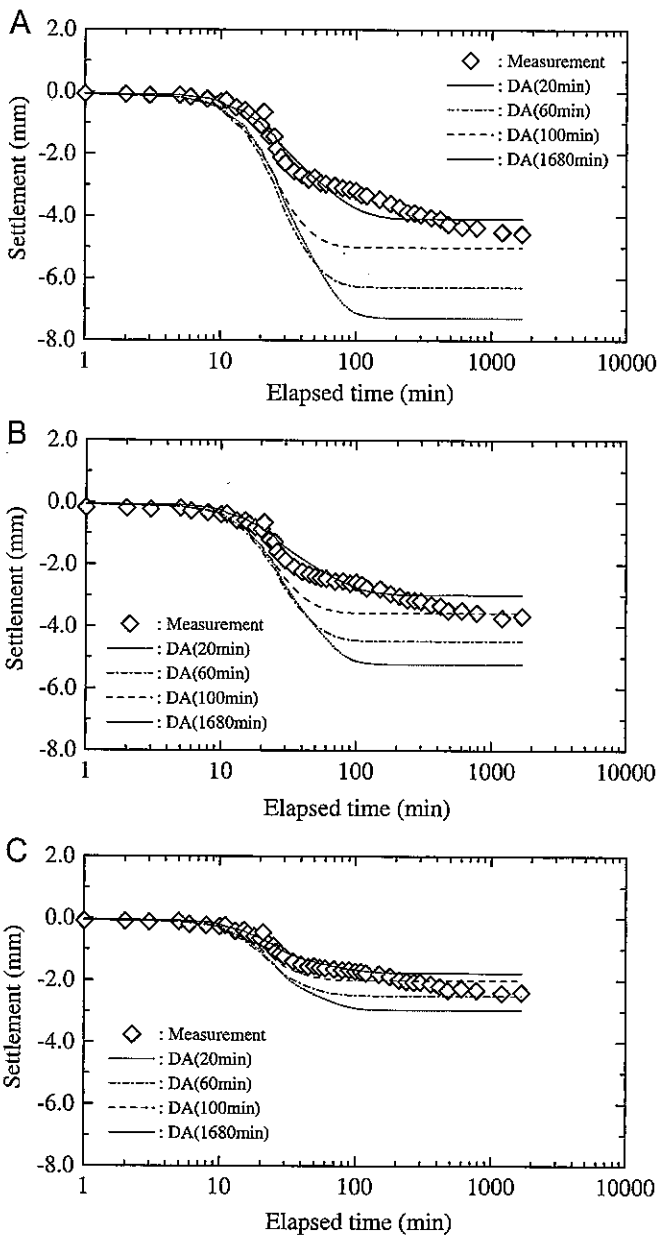 A
2.0
0.0
-2.0
-4.0
-6.0
-8.0
Settlement (mm)
: Measurement
: DA(20min)
: DA(60min)
: DA(100min)
: DA(1680min)
1
10
100
1000
10000
Elapsed time (min)
B
2.0
0.0
-2.0
-4.0
-6.0
-8.0
Settlement (mm)
: Measurement
: DA(20min)
: DA(60min)
: DA(100min)
: DA(1680min)
1
10
100
1000
10000
Elapsed time (min)
C
2.0
0.0
-2.0
-4.0
-6.0
-8.0
Settlement (mm)
: Measurement
: DA(20min)
: DA(60min)
: DA(100min)
: DA(1680min)
1
10
100
1000
10000
Elapsed time (min)